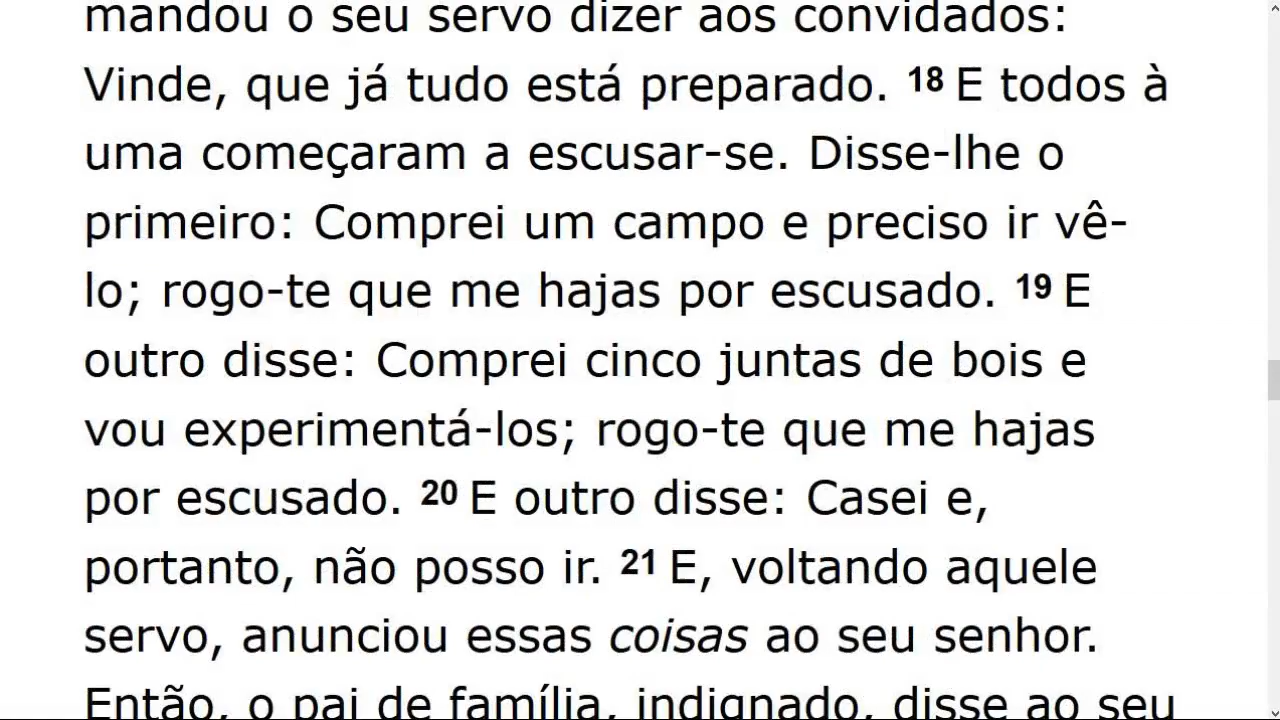 mandou o seu servo dizer aos convidados:
Vinde, que já tudo está preparado. 18 E todos à
uma começaram a escusar-se. Disse-lhe o
primeiro: Comprei um campo e preciso ir vê-
lo; rogo-te que me hajas por escusado. 19 E
outro disse: Comprei cinco juntas de bois e
vou experimentá-los; rogo-te que me hajas
por escusado. 20 E outro disse: Casei e,
portanto, não posso ir. 21 E, voltando aquele
servo, anunciou essas coisas ao seu senhor.
Então, o pai de família, indignado, disse ao seu